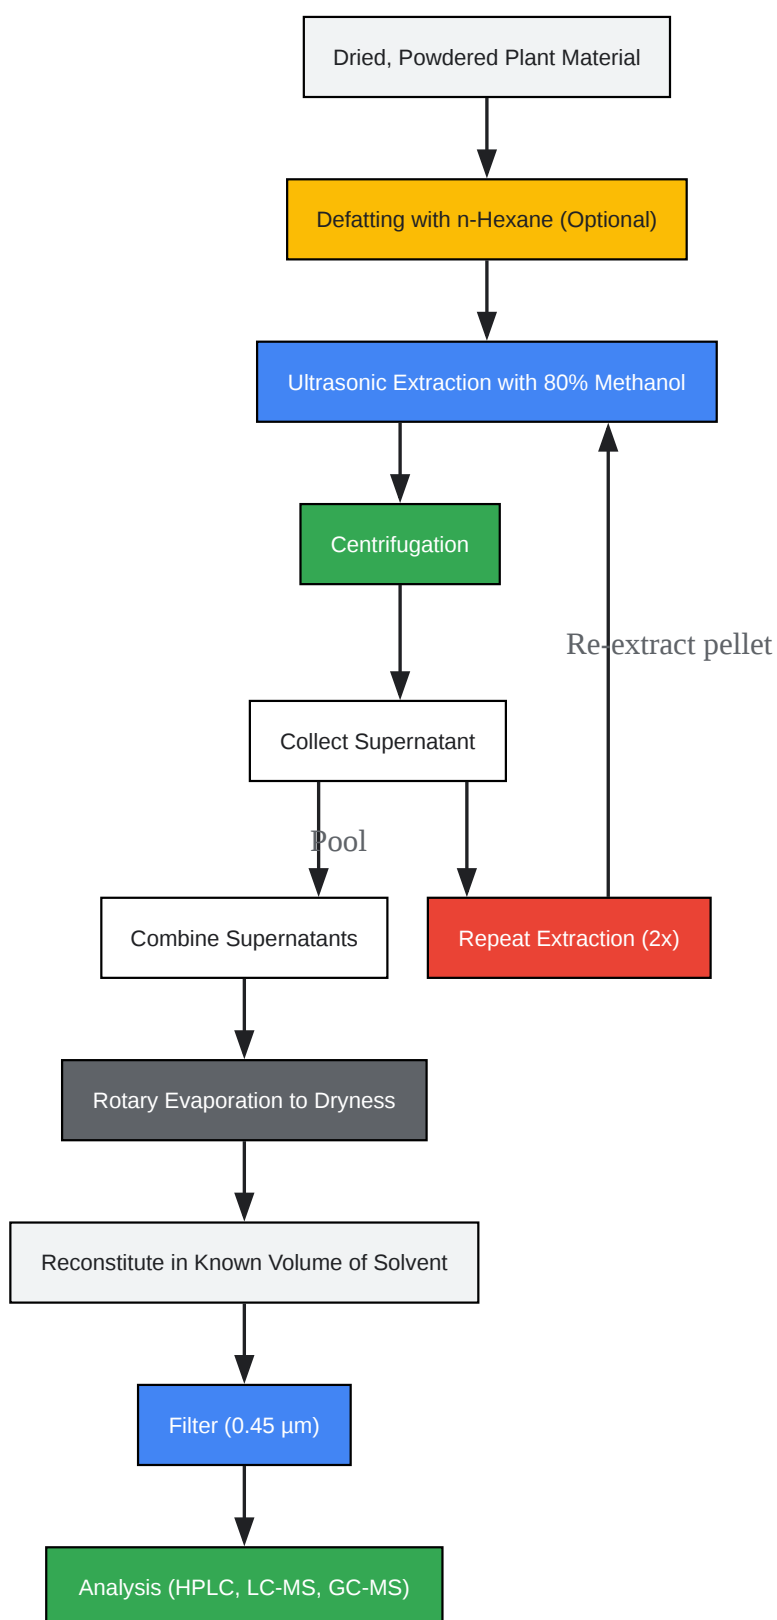 Dried, Powdered Plant Material
Defatting with n-Hexane (Optional)
Ultrasonic Extraction with 80% Methanol
Centrifugation
Re-extract pellet
Collect Supernatant
Pool
Combine Supernatants
Repeat Extraction (2x)
Rotary Evaporation to Dryness
Reconstitute in Known Volume of Solvent
Filter (0.45 µm)
Analysis (HPLC, LC-MS, GC-MS)